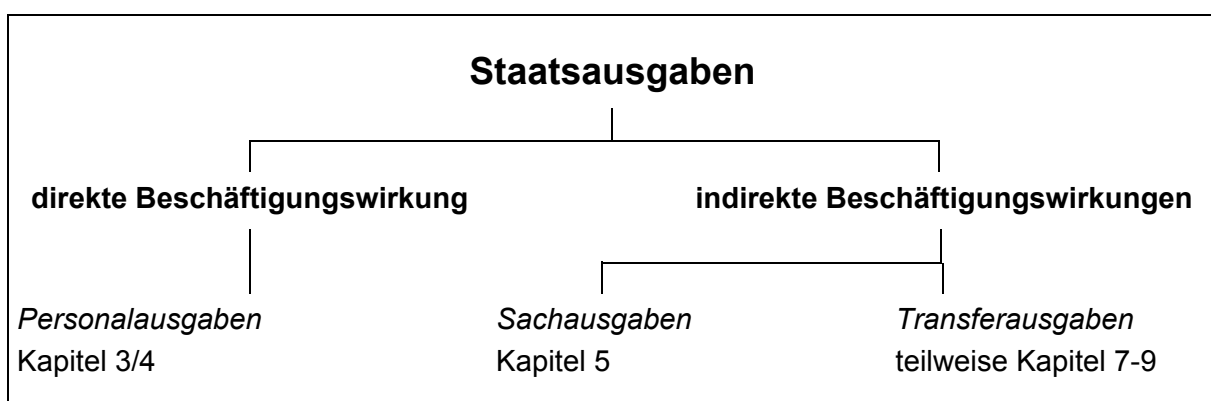 Staatsausgaben
direkte Beschäftigungswirkung
indirekte Beschäftigungswirkungen
Personalausgaben
Sachausgaben
Transferausgaben
Kapitel 3/4
Kapitel 5
teilweise Kapitel 7-9